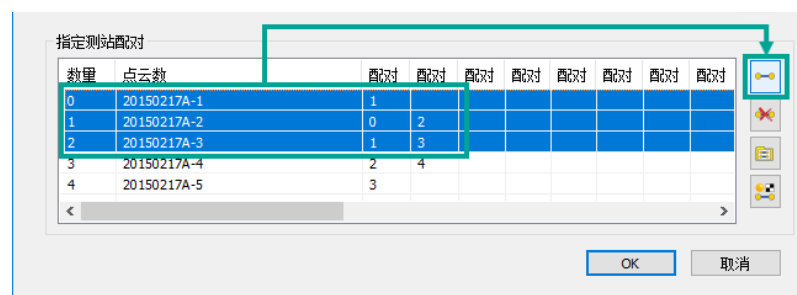 指定测站配对
数量 点云数 配对 配对 配对 配对 配对 配对 配对 配对
0 20150217A-1 1
1 20150217A-2 0 2
2 20150217A-3 1 3
3 20150217A-4 2 4
4 20150217A-5 3
OK 取消